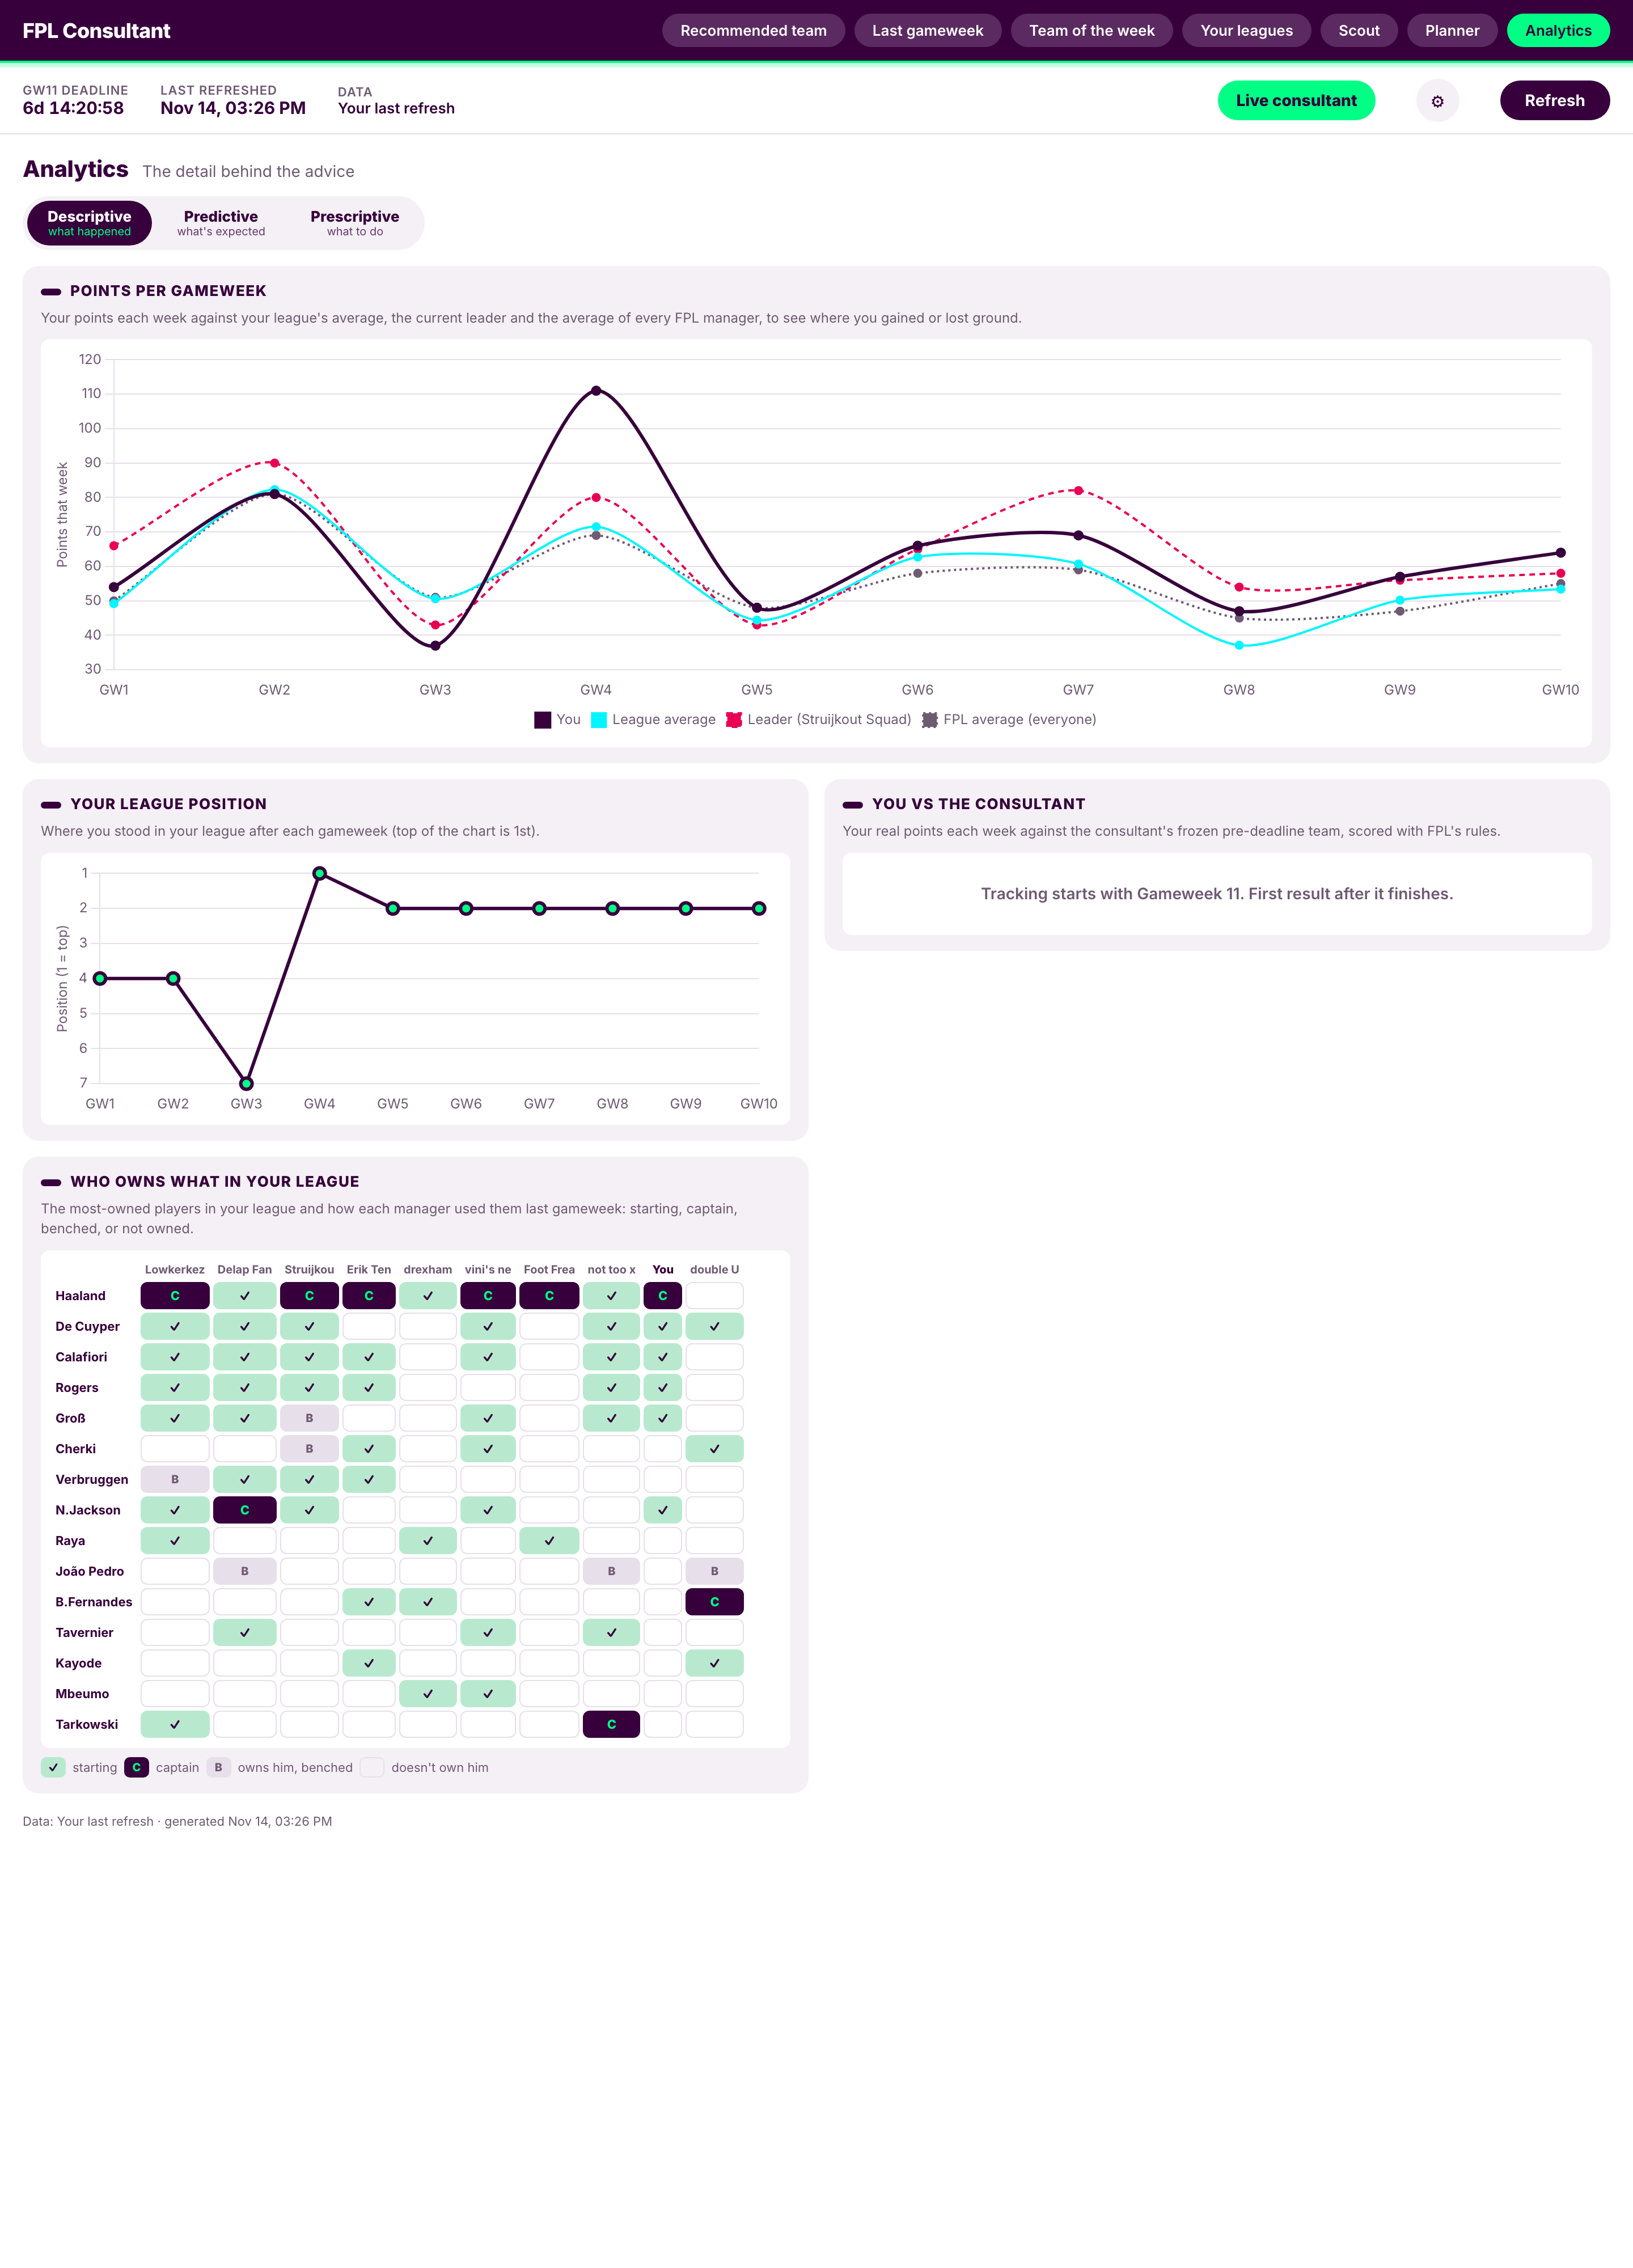 FPL Consultant
Recommended team
Last gameweek
Team of the week
Your leagues
Scout
Planner
Analytics
GW11 DEADLINE
6d 14:20:58
LAST REFRESHED
Nov 14, 03:26 PM
DATA
Your last refresh
Live consultant
Refresh
Analytics The detail behind the advice
Descriptive
what happened
Predictive
what's expected
Prescriptive
what to do
POINTS PER GAMEWEEK
Your points each week against your league's average, the current leader and the average of every FPL manager, to see where you gained or lost ground.
Points that week
120
110
100
90
80
70
60
50
40
30
GW1 GW2 GW3 GW4 GW5 GW6 GW7 GW8 GW9 GW10
You League average Leader (Struijkout Squad) FPL average (everyone)
YOUR LEAGUE POSITION
Where you stood in your league after each gameweek (top of the chart is 1st).
Position (1 = top)
1
2
3
4
5
6
7
GW1 GW2 GW3 GW4 GW5 GW6 GW7 GW8 GW9 GW10
YOU VS THE CONSULTANT
Your real points each week against the consultant's frozen pre-deadline team, scored with FPL's rules.
Tracking starts with Gameweek 11. First result after it finishes.
WHO OWNS WHAT IN YOUR LEAGUE
The most-owned players in your league and how each manager used them last gameweek: starting, captain,
benched, or not owned.
Lowkerkez Delap Fan Struijkou Erik Ten drexham vini's ne Foot Frea not too x You double U
Haaland C ✓ C C ✓ C C ✓ C
De Cuyper ✓ ✓ ✓ ✓ ✓ ✓ ✓
Calafiori ✓ ✓ ✓ ✓ ✓ ✓ ✓
Rogers ✓ ✓ ✓ ✓ ✓ ✓
Groß ✓ ✓ B ✓ ✓ ✓
Cherki B ✓ ✓ ✓
Verbruggen B ✓ ✓ ✓
N.Jackson ✓ C ✓ ✓ ✓
Raya ✓ ✓ ✓
João Pedro B B B
B.Fernandes ✓ ✓ C
Tavernier ✓ ✓ ✓
Kayode ✓ ✓
Mbeumo ✓ ✓
Tarkowski ✓ C
✓ starting C captain B owns him, benched doesn't own him
Data: Your last refresh · generated Nov 14, 03:26 PM